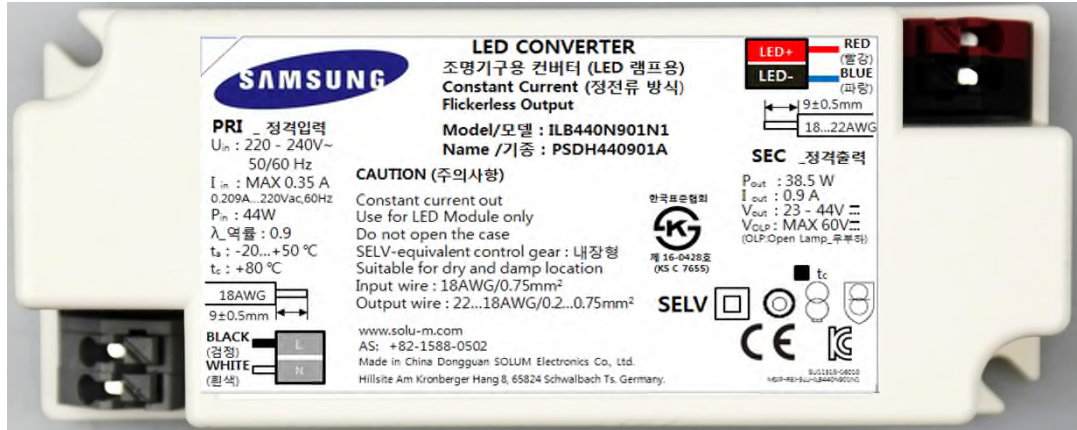 SAMSUNG
LED CONVERTER
조명기구용 컨버터 (LED 램프용)
Constant Current (정전류 방식)
Flickerless Output
Model/모델 : ILB440N901N1
Name /기종 : PSDH440901A
LED+
RED
(빨강)
LED-
BLUE
(파랑)
9±0.5mm
18...22AWG
PRI _ 정격입력
Uin : 220 - 240V~
50/60 Hz
I in : MAX 0.35 A
0.209A...220Vac,60Hz
Pin : 44W
λ_역률 : 0.9
ta : -20...+50 ℃
tc : +80 ℃
18AWG
9±0.5mm
BLACK
(검정)
L
WHITE
(흰색)
N
CAUTION (주의사항)
Constant current out
Use for LED Module only
Do not open the case
SELV-equivalent control gear : 내장형
Suitable for dry and damp location
Input wire : 18AWG/0.75mm²
Output wire : 22...18AWG/0.2...0.75mm²
www.solu-m.com
AS: +82-1588-0502
Made in China Dongguan SOLUM Electronics Co., Ltd.
Hillsite Am Kronberger Hang 8, 65824 Schwalbach Ts. Germany.
한국표준협회
제 16-0428호
(KS C 7655)
SEC _정격출력
Pout : 38.5 W
I out : 0.9 A
Vout : 23 - 44V
VOLP : MAX 60V
(OLP:Open Lamp_무부하)
tc
SELV
CE